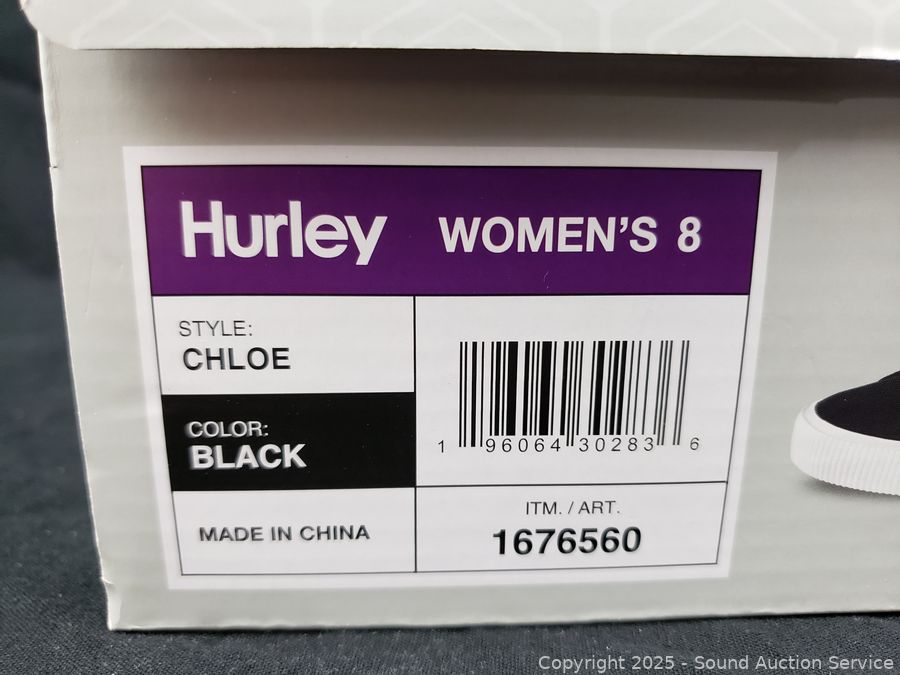 Hurley WOMEN'S 8
STYLE:
CHLOE
COLOR:
BLACK
MADE IN CHINA
1 96064 30283 6
ITM. / ART.
1676560
Copyright 2025 - Sound Auction Service